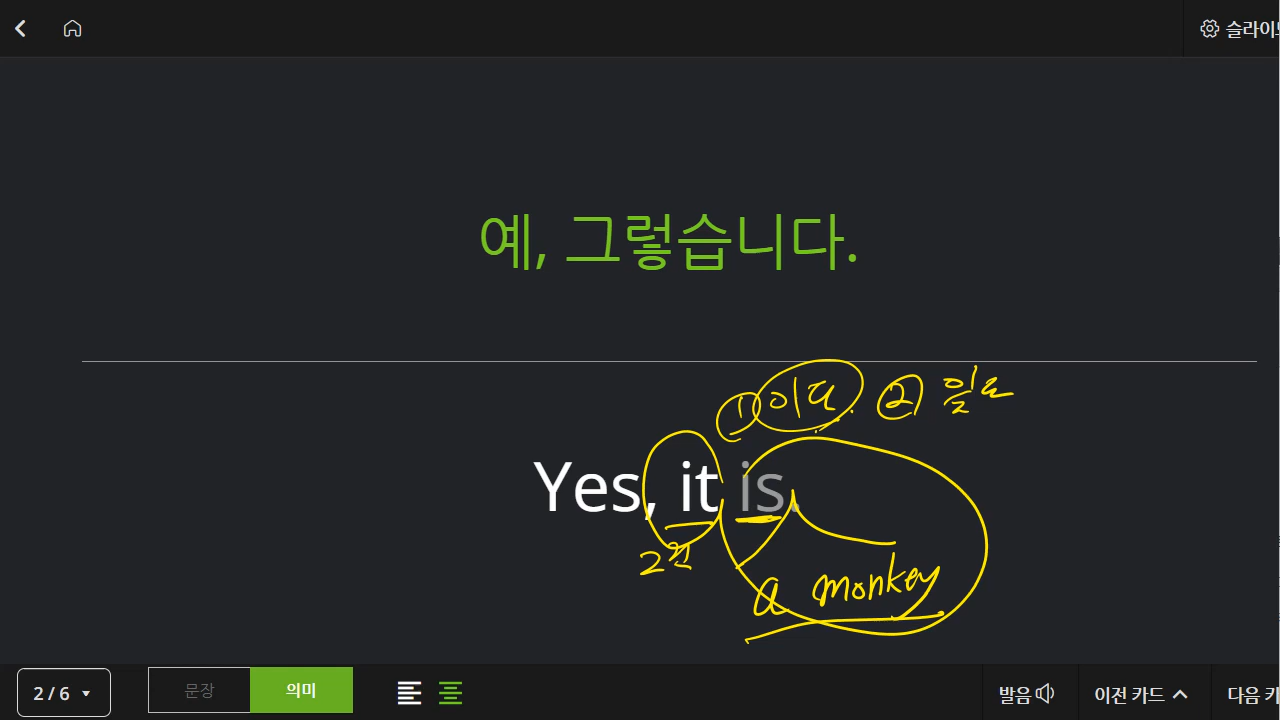 슬라이드
예, 그렇습니다.
① 이다. ② 있다
Yes, it is.
그것
a monkey
2 / 6
문장
의미
발음
이전 카드
다음 카